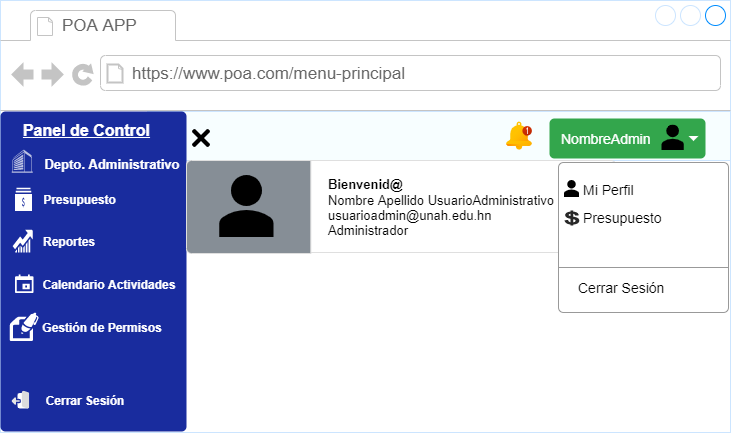 POA APP
https://www.poa.com/menu-principal
Panel de Control
Depto. Administrativo
Presupuesto
Reportes
Calendario Actividades
Gestión de Permisos
Cerrar Sesión
1
NombreAdmin
Bienvenid@
Nombre Apellido UsuarioAdministrativo
usuarioadmin@unah.edu.hn
Administrador
Mi Perfil
$ Presupuesto
Cerrar Sesión